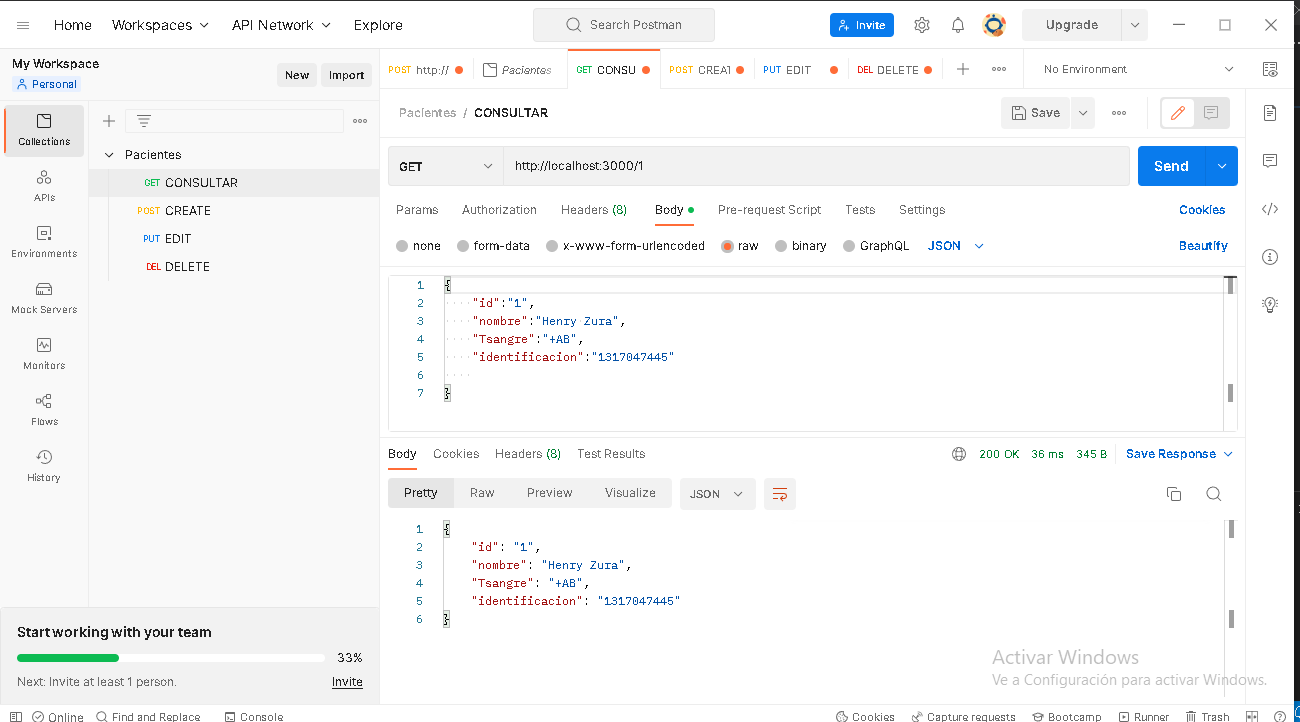 Home Workspaces API Network Explore Search Postman Invite Upgrade
My Workspace
Personal
New Import
POST http:// Pacientes GET CONSU POST CREA PUT EDIT DEL DELETE No Environment
Pacientes / CONSULTAR Save
Collections
APIs
Environments
Mock Servers
Monitors
Flows
History
Pacientes
GET CONSULTAR
POST CREATE
PUT EDIT
DEL DELETE
GET http://localhost:3000/1 Send
Params Authorization Headers (8) Body Pre-request Script Tests Settings Cookies
none form-data x-www-form-urlencoded raw binary GraphQL JSON Beautify
1 {
2 "id":"1",
3 "nombre":"Henry Zura",
4 "Tsangre":"+AB",
5 "identificacion":"1317047445"
6
7 }
Body Cookies Headers (8) Test Results 200 OK 36 ms 345 B Save Response
Pretty Raw Preview Visualize JSON
1 {
2 "id": "1",
3 "nombre": "Henry Zura",
4 "Tsangre": "+AB",
5 "identificacion": "1317047445"
6 }
Start working with your team
33%
Next: Invite at least 1 person. Invite
Activar Windows
Ve a Configuración para activar Windows.
Online Find and Replace Console Cookies Capture requests Bootcamp Runner Trash